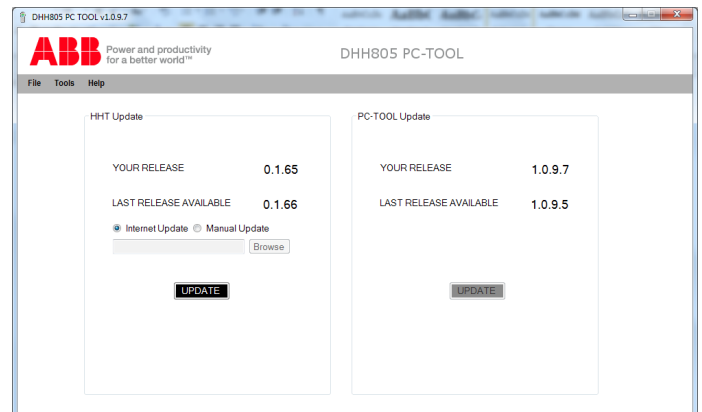 DHH805 PC TOOL v1.0.9.7
ABB
Power and productivity
for a better world™
DHH805 PC-TOOL
File Tools Help
HHT Update
YOUR RELEASE 0.1.65
LAST RELEASE AVAILABLE 0.1.66
Internet Update Manual Update
Browse
UPDATE
PC-TOOL Update
YOUR RELEASE 1.0.9.7
LAST RELEASE AVAILABLE 1.0.9.5
UPDATE